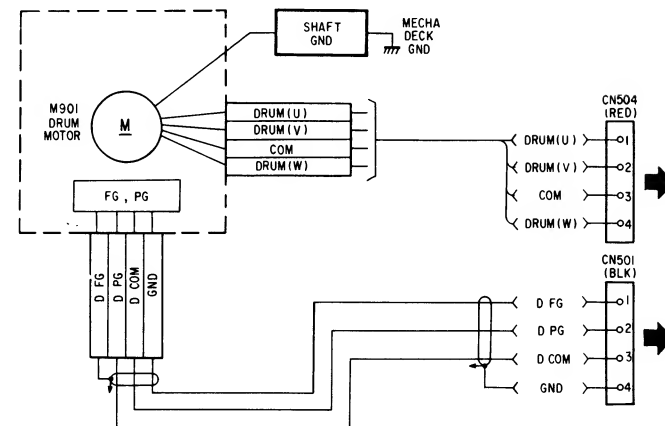 SHAFT
GND
MECHA
DECK
GND
M901
DRUM
MOTOR
M
DRUM(U)
DRUM(V)
COM
DRUM(W)
FG, PG
D FG
D PG
D COM
GND
CN504
(RED)
DRUM(U) 1
DRUM(V) 2
COM 3
DRUM(W) 4
CN501
(BLK)
D FG 1
D PG 2
D COM 3
GND 4